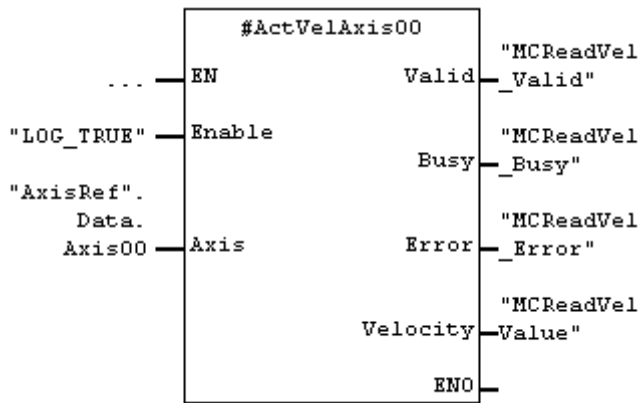 #ActVelAxis00
... EN
Valid "MCReadVel
_Valid"
"LOG_TRUE" Enable
Busy "MCReadVel
_Busy"
"AxisRef".
Data.
Axis00 Axis
Error "MCReadVel
_Error"
Velocity "MCReadVel
Value"
ENO